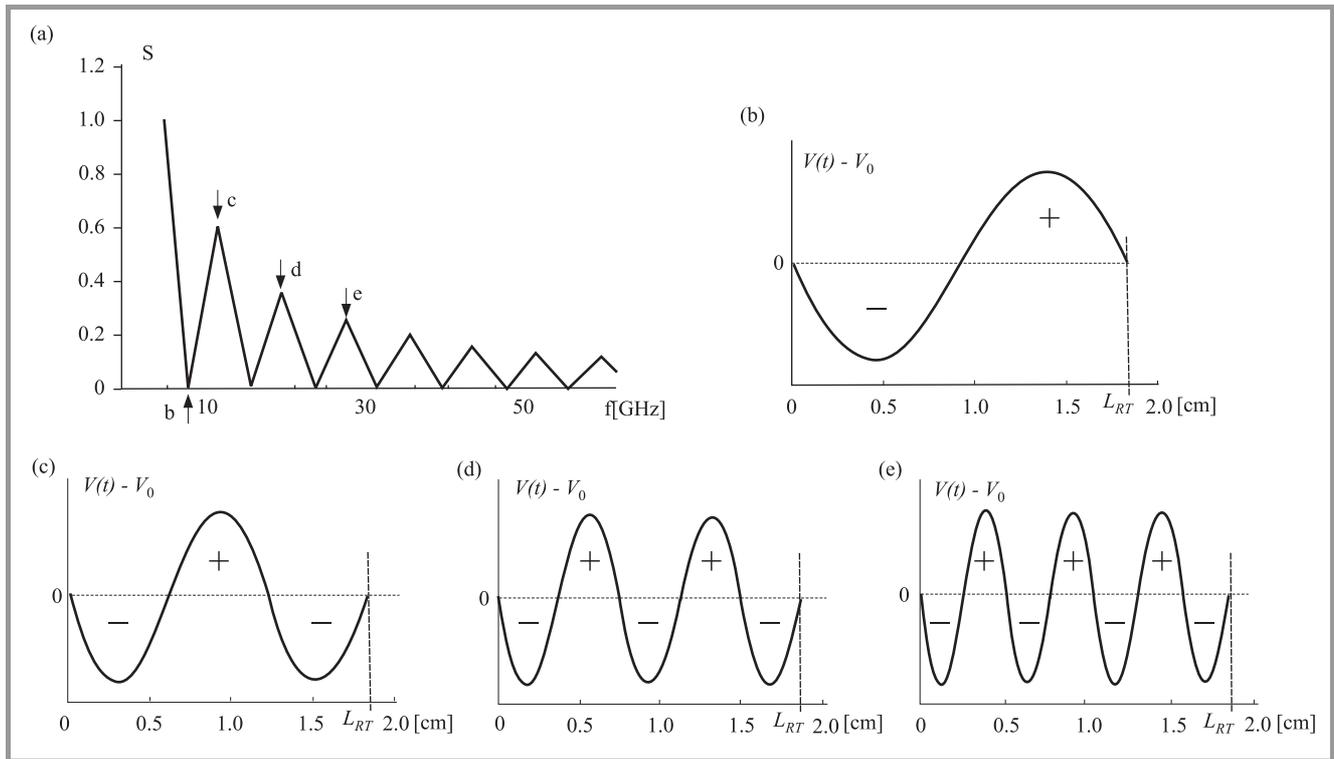 (a)
S
1.2
1.0
0.8
0.6
0.4
0.2
0
c
d
e
b
10 30 50 f[GHz]
(b)
V(t) - V0
0
+
−
0 0.5 1.0 1.5 LRT 2.0 [cm]
(c)
V(t) - V0
0
+
− −
0 0.5 1.0 1.5 LRT 2.0 [cm]
(d)
V(t) - V0
0
+ +
− − −
0 0.5 1.0 1.5 LRT 2.0 [cm]
(e)
V(t) - V0
0
+ + +
− − − −
0 0.5 1.0 1.5 LRT 2.0 [cm]